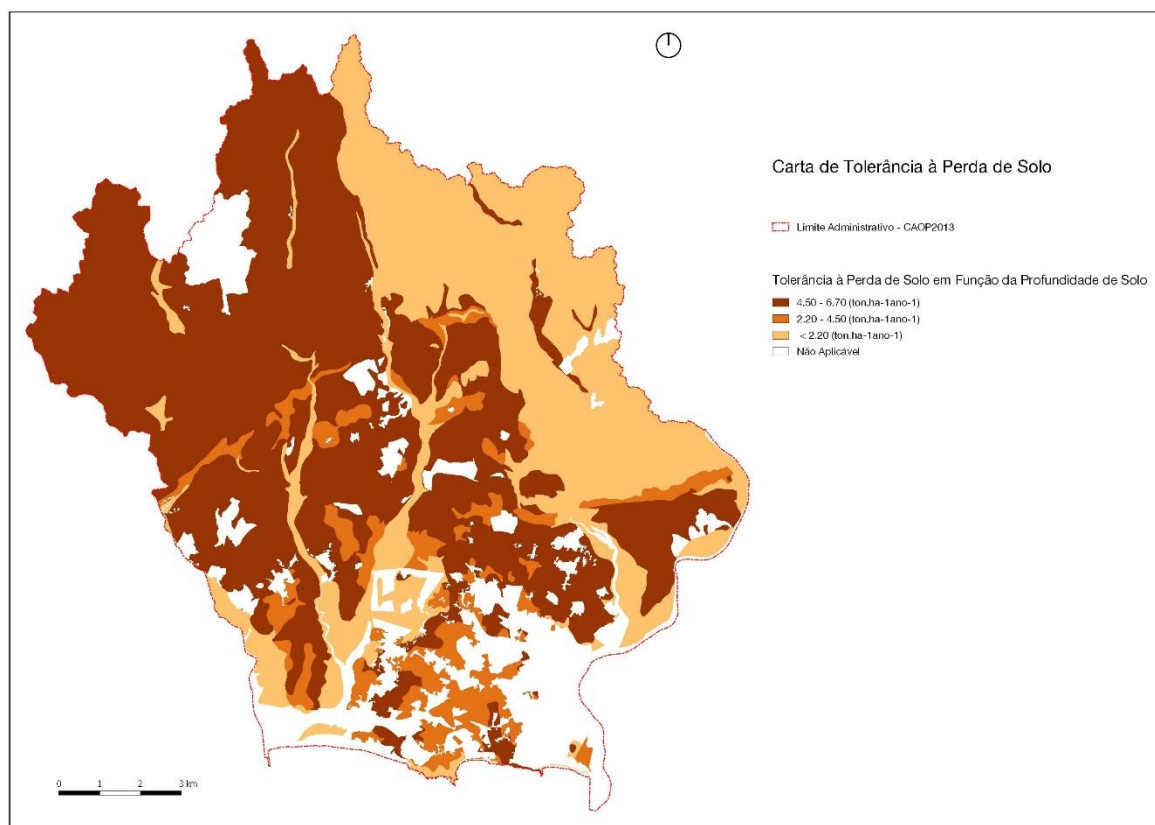 Carta de Tolerância à Perda de Solo
Limite Administrativo - CAOP2013
Tolerância à Perda de Solo em Função da Profundidade de Solo
4.50 - 6.70 (ton.ha-1ano-1)
2.20 - 4.50 (ton.ha-1ano-1)
< 2.20 (ton.ha-1ano-1)
Não Aplicável
0 1 2 3 km